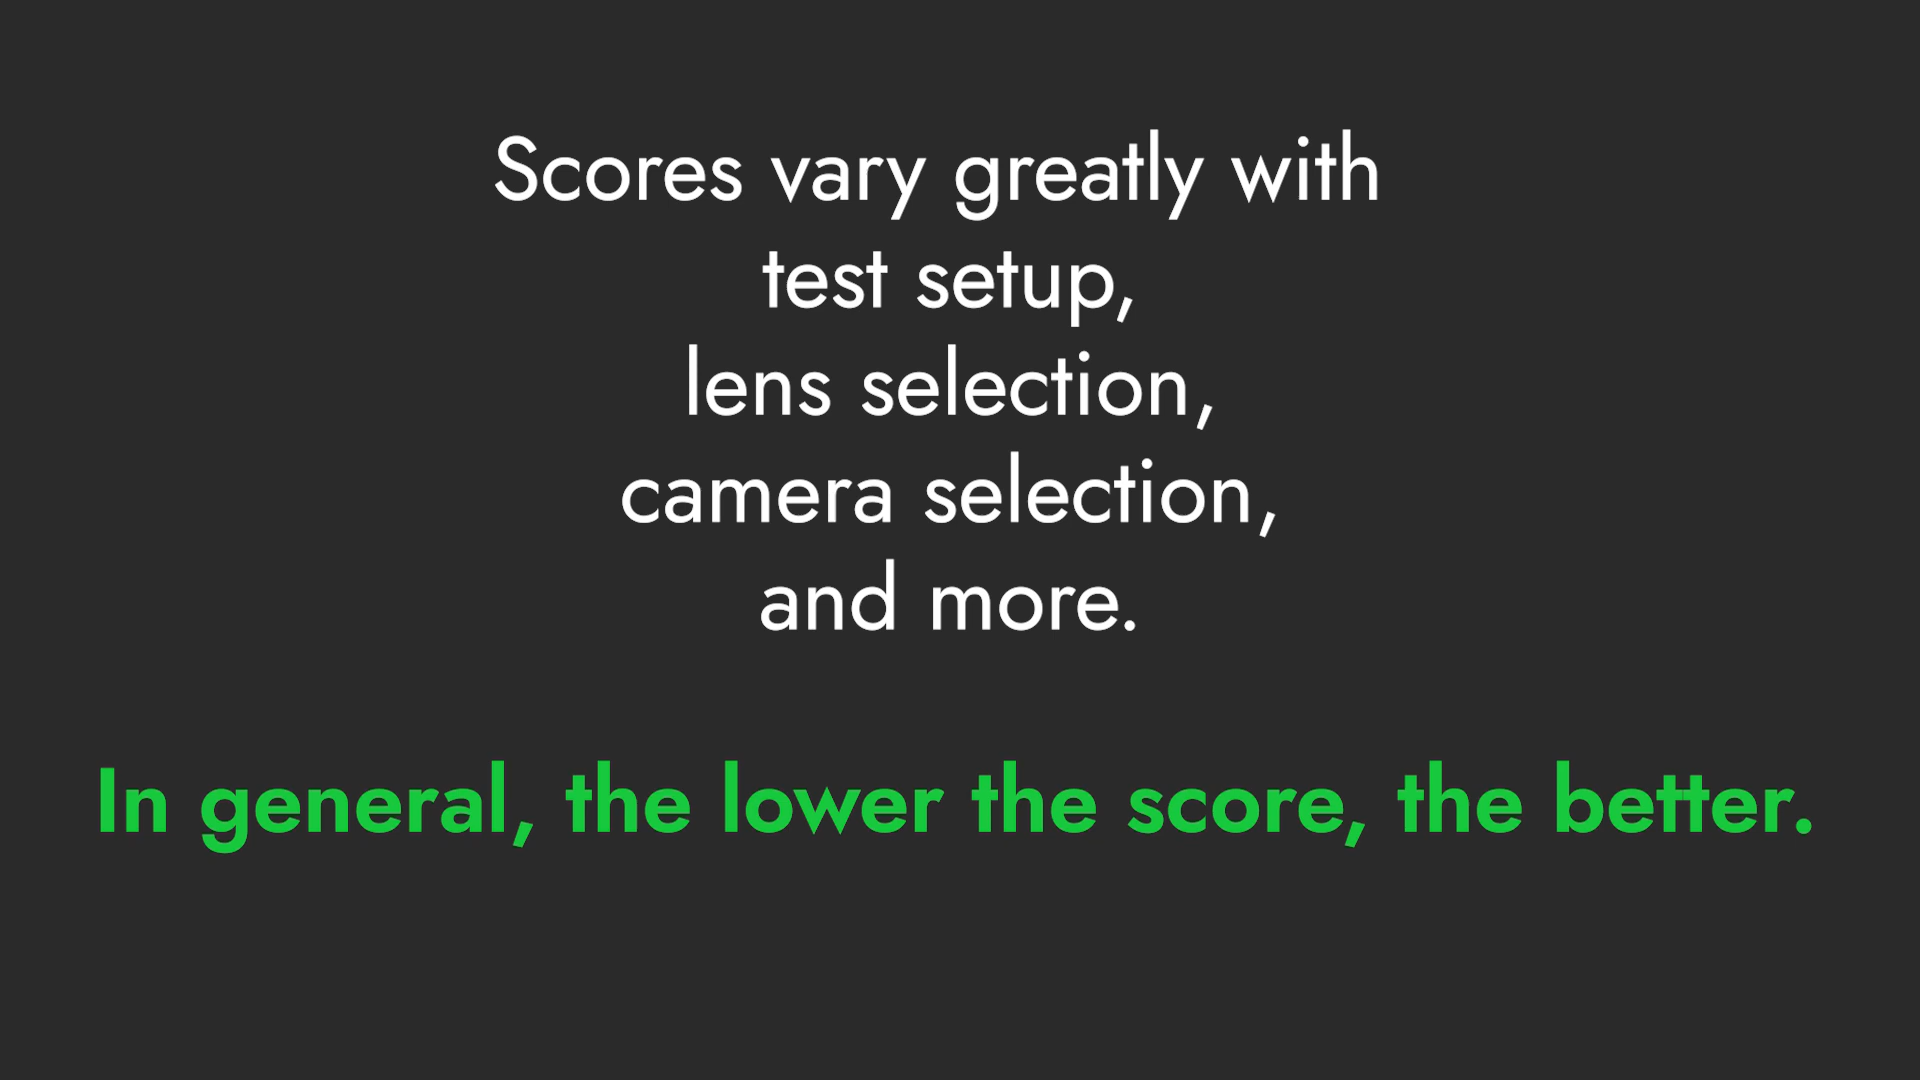 Scores vary greatly with
test setup,
lens selection,
camera selection,
and more.
In general, the lower the score, the better.